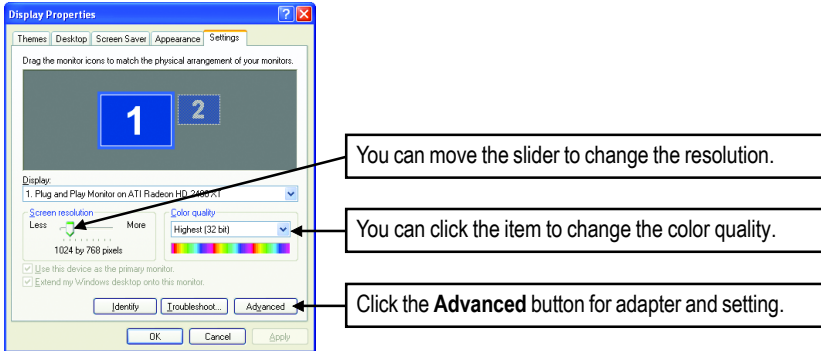 Display Properties
Themes Desktop Screen Saver Appearance Settings
Drag the monitor icons to match the physical arrangement of your monitors.
1 2
Display:
1. Plug and Play Monitor on ATI Radeon HD 2400 XT
Screen resolution
Less More
1024 by 768 pixels
Color quality
Highest (32 bit)
Use this device as the primary monitor.
Extend my Windows desktop onto this monitor.
Identify Troubleshoot... Advanced
OK Cancel Apply
You can move the slider to change the resolution.
You can click the item to change the color quality.
Click the Advanced button for adapter and setting.